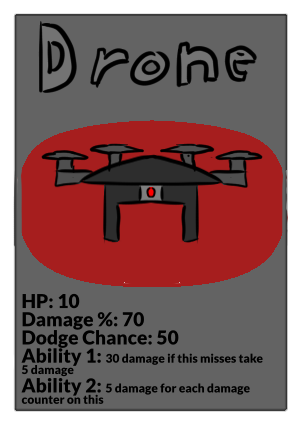 Drone
HP: 10
Damage %: 70
Dodge Chance: 50
Ability 1: 30 damage if this misses take
5 damage
Ability 2: 5 damage for each damage
counter on this